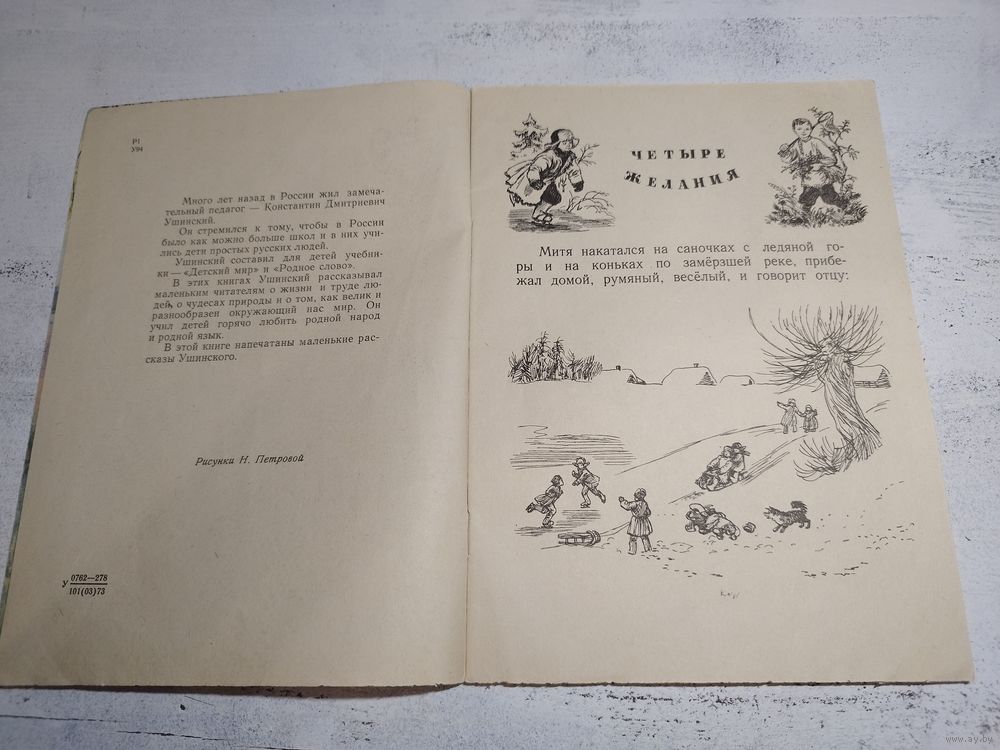 Р1
У94
Много лет назад в России жил замеча-
тельный педагог — Константин Дмитриевич
Ушинский.
Он стремился к тому, чтобы в России
было как можно больше школ и в них учи-
лись дети простых русских людей.
Ушинский составил для детей учебни-
ки — «Детский мир» и «Родное слово».
В этих книгах Ушинский рассказывал
маленьким читателям о жизни и труде лю-
дей, о чудесах природы и о том, как велик и
разнообразен окружающий нас мир. Он
учил детей горячо любить родной народ
и родной язык.
В этой книге напечатаны маленькие рас-
сказы Ушинского.
Рисунки Н. Петровой
У 0762—278
101(03)73
ЧЕТЫРЕ
ЖЕЛАНИЯ
Митя накатался на саночках с ледяной го-
ры и на коньках по замёрзшей реке, прибе-
жал домой, румяный, весёлый, и говорит отцу:
www.ay.by